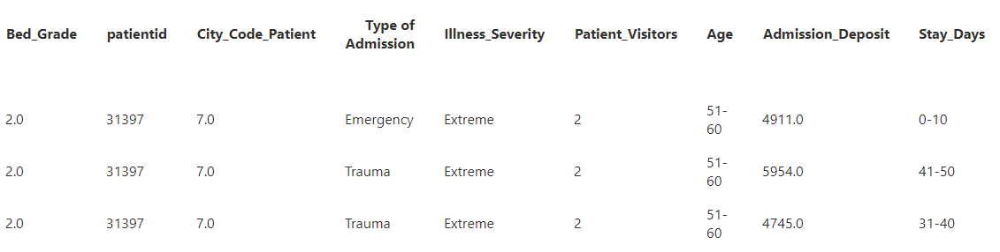 Bed_Grade patientid City_Code_Patient Type of Admission Illness_Severity Patient_Visitors Age Admission_Deposit Stay_Days
2.0 31397 7.0 Emergency Extreme 2 51-60 4911.0 0-10
2.0 31397 7.0 Trauma Extreme 2 51-60 5954.0 41-50
2.0 31397 7.0 Trauma Extreme 2 51-60 4745.0 31-40